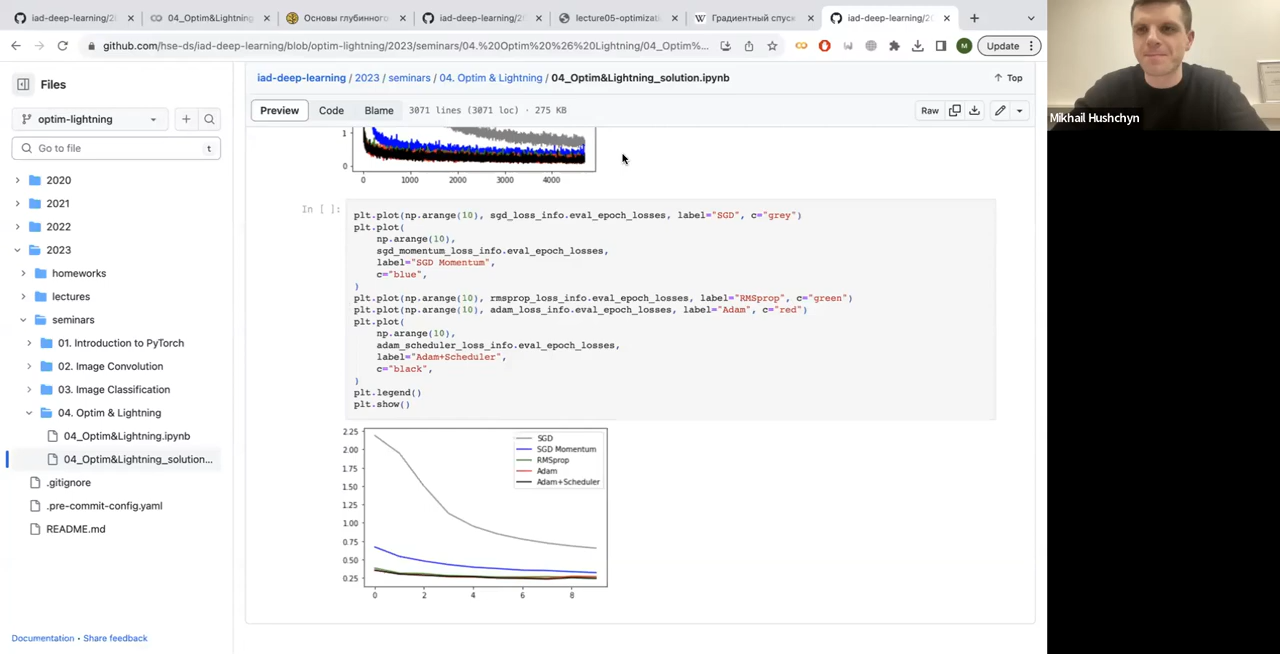 iad-deep-learning/2
04_Optim&Lightning
Основы глубинного
iad-deep-learning/2
lecture05-optimizati
Градиентный спуск
iad-deep-learning/2
github.com/hse-ds/iad-deep-learning/blob/optim-lightning/2023/seminars/04.%20Optim%20%26%20Lightning/04_Optim%...
M
Update
Files
iad-deep-learning / 2023 / seminars / 04. Optim & Lightning / 04_Optim&Lightning_solution.ipynb
Top
optim-lightning
Preview
Code
Blame
3071 lines (3071 loc) · 275 KB
Raw
Go to file
t
2020
2021
2022
2023
homeworks
lectures
seminars
01. Introduction to PyTorch
02. Image Convolution
03. Image Classification
04. Optim & Lightning
04_Optim&Lightning.ipynb
04_Optim&Lightning_solution...
.gitignore
.pre-commit-config.yaml
README.md
Documentation • Share feedback
1
0
0 1000 2000 3000 4000
In [ ]:
plt.plot(np.arange(10), sgd_loss_info.eval_epoch_losses, label="SGD", c="grey")
plt.plot(
np.arange(10),
sgd_momentum_loss_info.eval_epoch_losses,
label="SGD Momentum",
c="blue",
)
plt.plot(np.arange(10), rmsprop_loss_info.eval_epoch_losses, label="RMSprop", c="green")
plt.plot(np.arange(10), adam_loss_info.eval_epoch_losses, label="Adam", c="red")
plt.plot(
np.arange(10),
adam_scheduler_loss_info.eval_epoch_losses,
label="Adam+Scheduler",
c="black",
)
plt.legend()
plt.show()
2.25
2.00
1.75
1.50
1.25
1.00
0.75
0.50
0.25
0 2 4 6 8
SGD
SGD Momentum
RMSprop
Adam
Adam+Scheduler
Mikhail Hushchyn